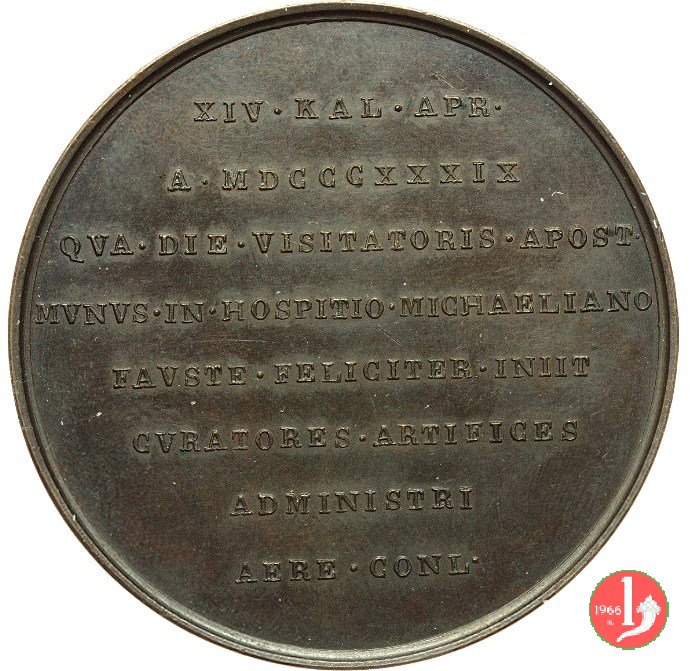 XIV · KAL · APR ·
A · MDCCCXXXIX
QVA · DIE · VISITATORIS · APOST ·
MVNVS · IN · HOSPITIO · MICHAELIANO
FAVSTE · FELICITER · INIIT
CVRATORES · ARTIFICES
ADMINISTRI
AERE · CONL ·
1966